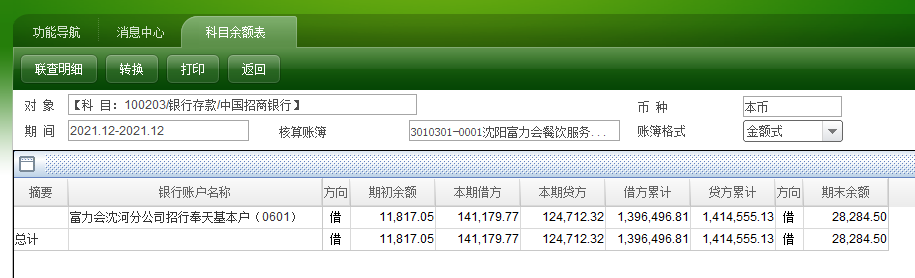 功能导航 消息中心 科目余额表
联查明细 转换 打印 返回
对 象 【科 目：100203/银行存款/中国招商银行】 币 种 本币
期 间 2021.12-2021.12 核算账簿 3010301-0001沈阳富力会餐饮服务... 账簿格式 金额式
摘要 银行账户名称 方向 期初余额 本期借方 本期贷方 借方累计 贷方累计 方向 期末余额
富力会沈河分公司招行奉天基本户（0601） 借 11,817.05 141,179.77 124,712.32 1,396,496.81 1,414,555.13 借 28,284.50
总计 借 11,817.05 141,179.77 124,712.32 1,396,496.81 1,414,555.13 借 28,284.50